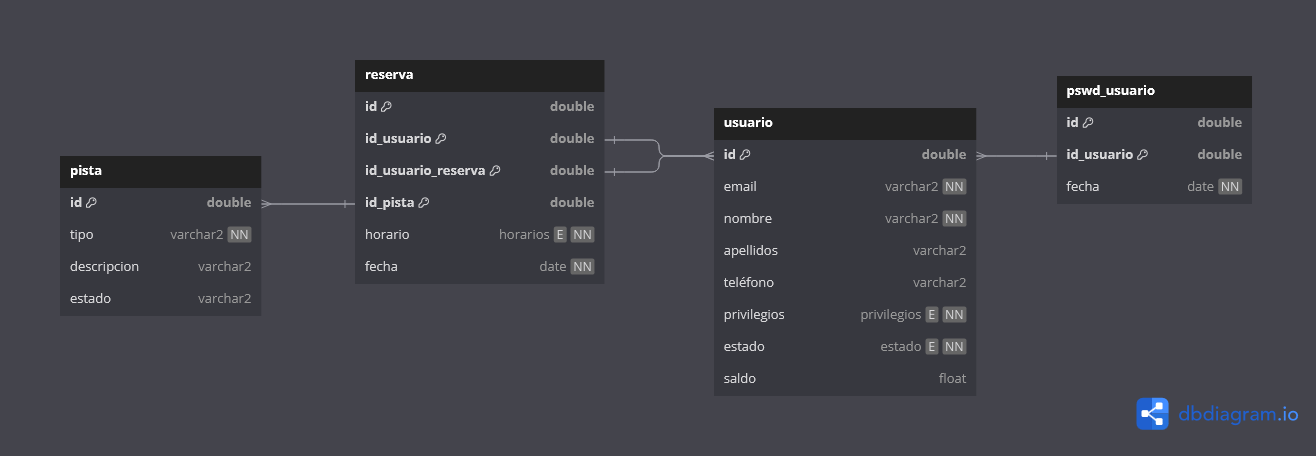 pista
id double
tipo varchar2 NN
descripcion varchar2
estado varchar2
reserva
id double
id_usuario double
id_usuario_reserva double
id_pista double
horario horarios E NN
fecha date NN
usuario
id double
email varchar2 NN
nombre varchar2 NN
apellidos varchar2
teléfono varchar2
privilegios privilegios E NN
estado estado E NN
saldo float
pswd_usuario
id double
id_usuario double
fecha date NN
dbdiagram.io